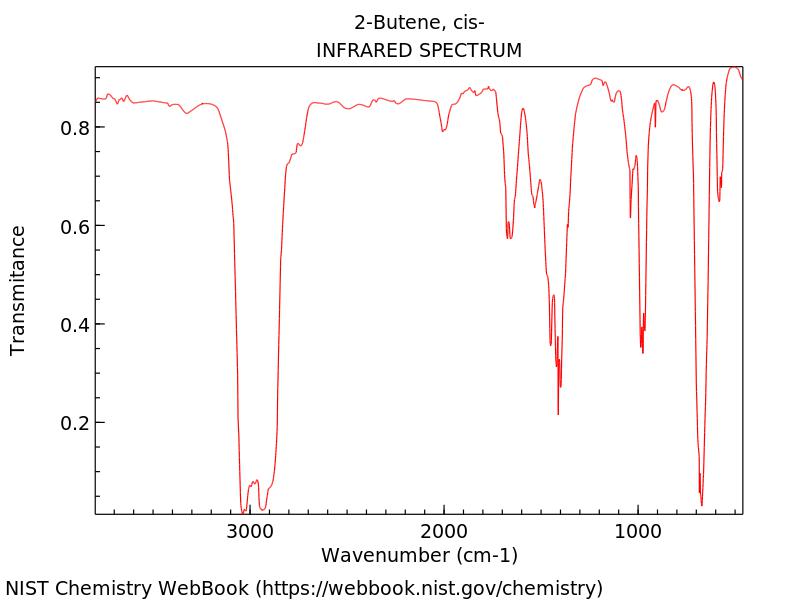 2-Butene, cis-
INFRARED SPECTRUM
0.8
0.6
0.4
0.2
Transmitance
3000 2000 1000
Wavenumber (cm-1)
NIST Chemistry WebBook (https://webbook.nist.gov/chemistry)